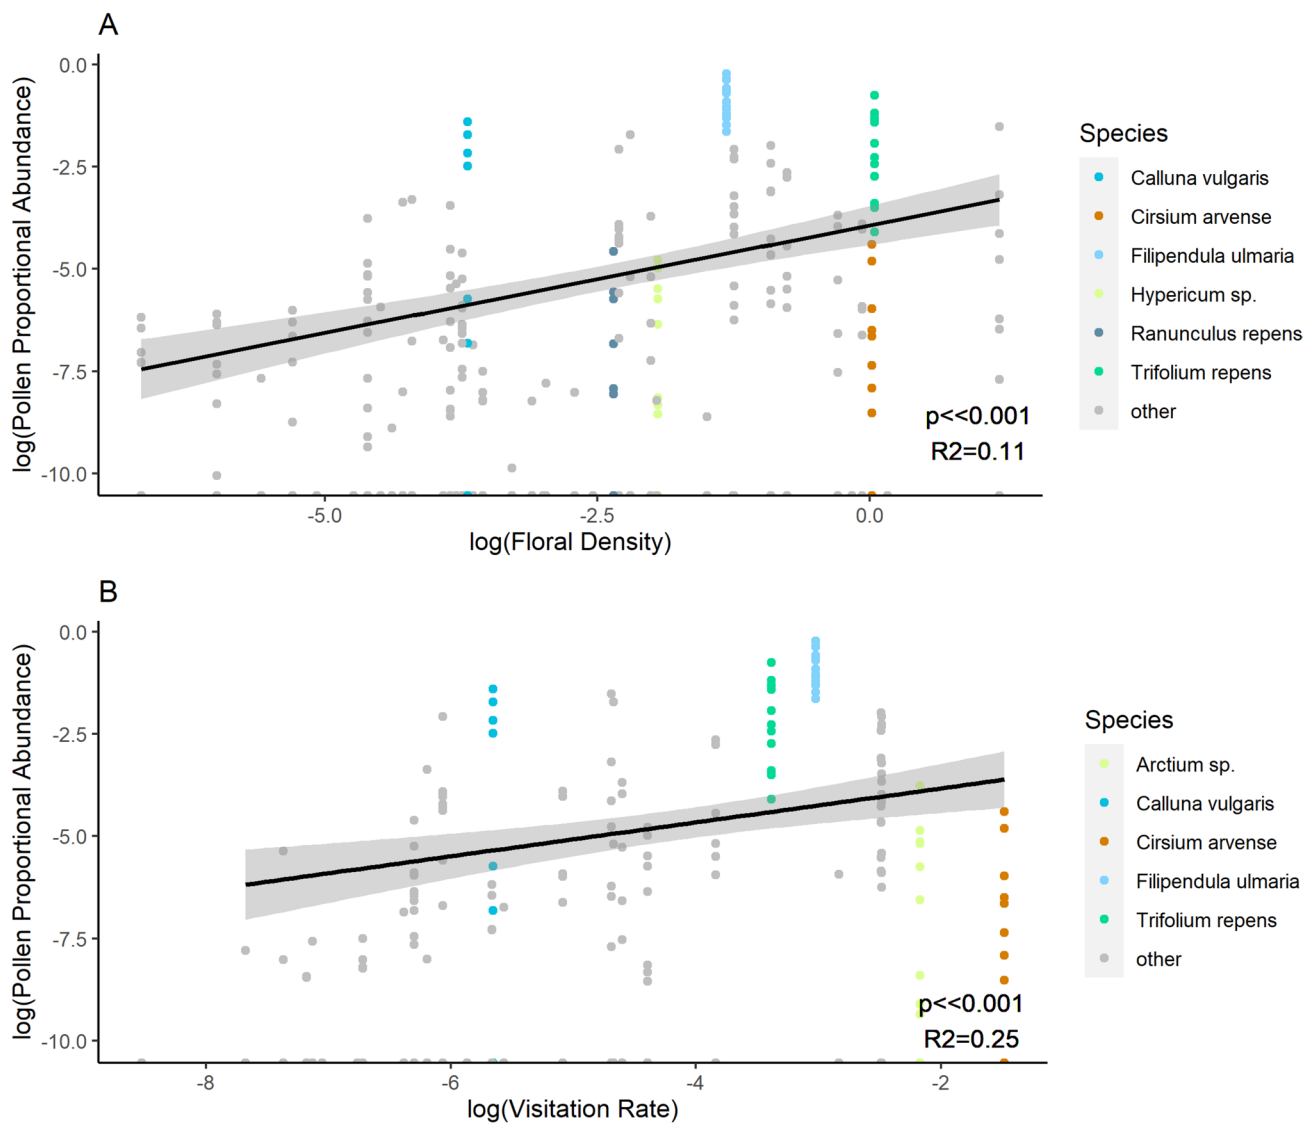 A
log(Pollen Proportional Abundance)
0.0
-2.5
-5.0
-7.5
-10.0
p<<0.001
R2=0.11
-5.0
-2.5
0.0
log(Floral Density)
Species
Calluna vulgaris
Cirsium arvense
Filipendula ulmaria
Hypericum sp.
Ranunculus repens
Trifolium repens
other
B
log(Pollen Proportional Abundance)
0.0
-2.5
-5.0
-7.5
-10.0
p<<0.001
R2=0.25
-8
-6
-4
-2
log(Visitation Rate)
Species
Arctium sp.
Calluna vulgaris
Cirsium arvense
Filipendula ulmaria
Trifolium repens
other